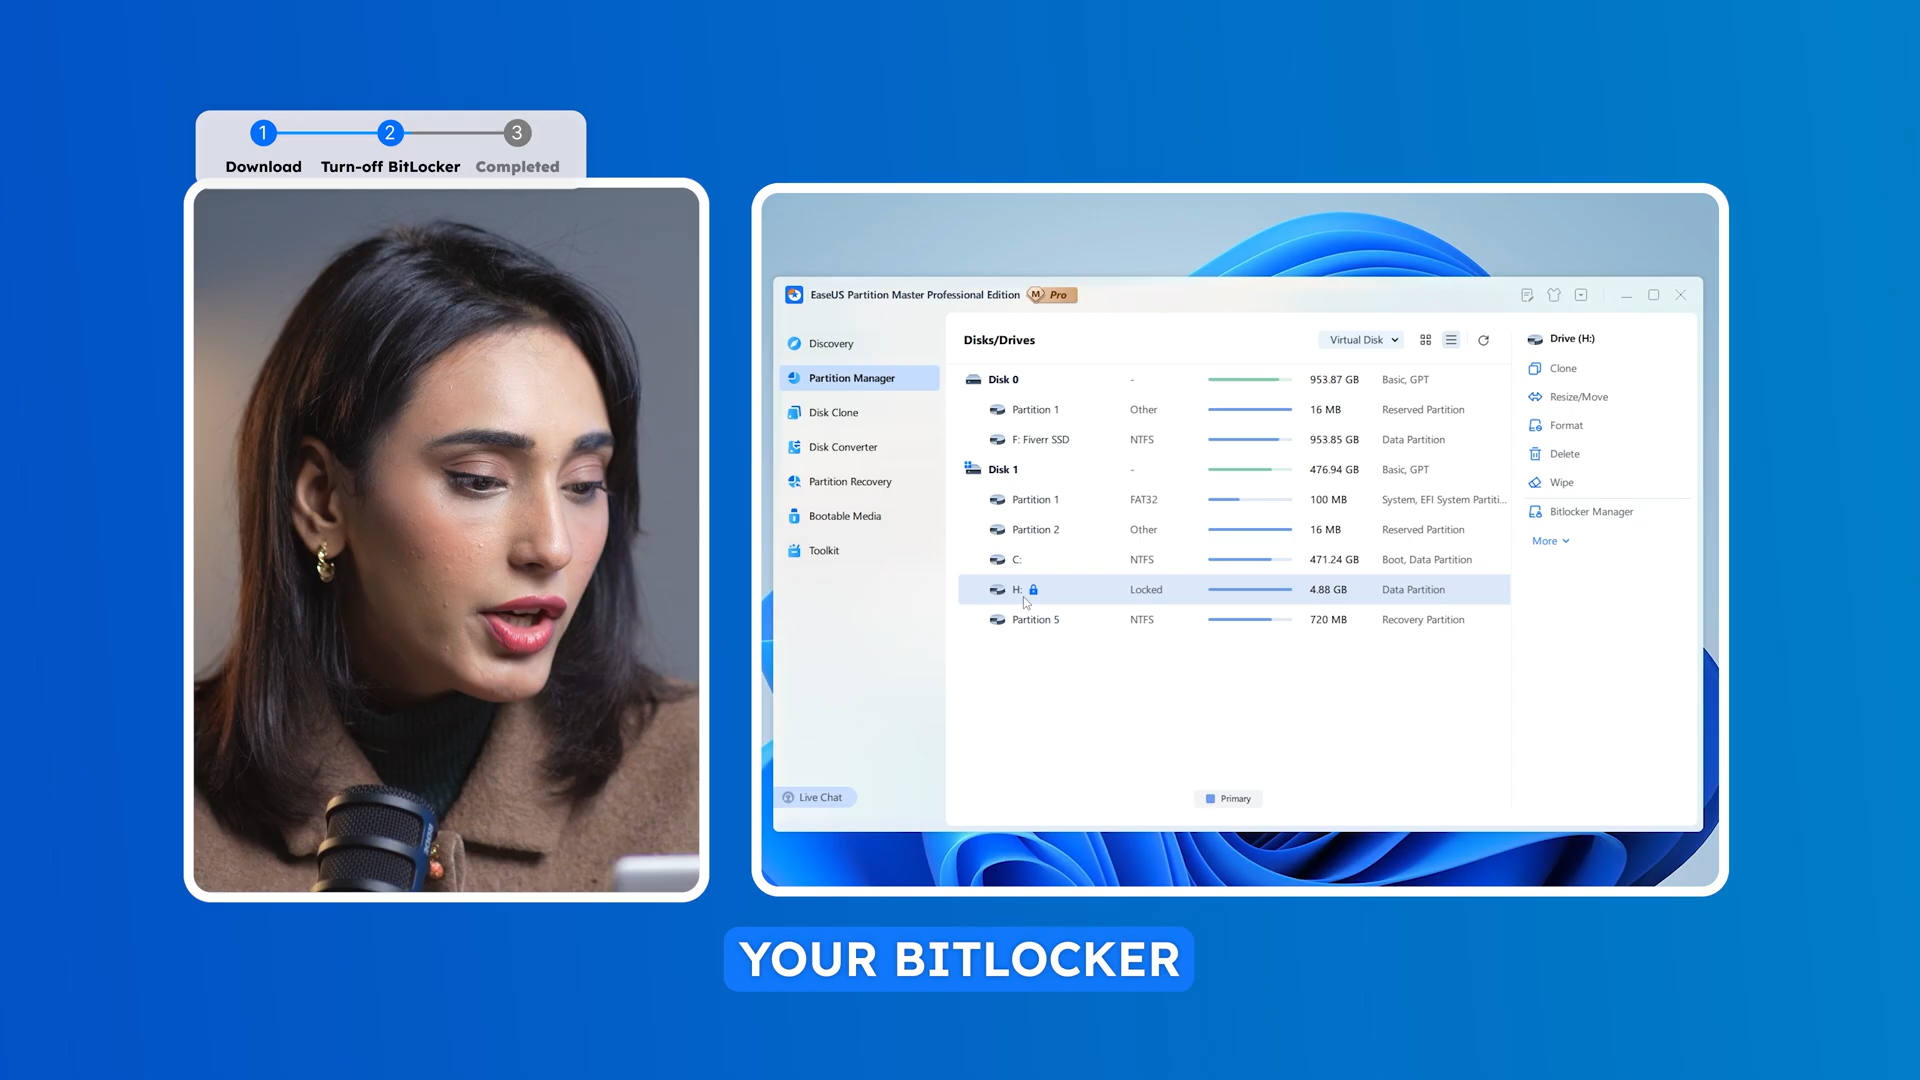 1 2 3
Download Turn-off BitLocker Completed
EaseUS Partition Master Professional Edition M Pro
Discovery
Partition Manager
Disk Clone
Disk Converter
Partition Recovery
Bootable Media
Toolkit
Live Chat
Disks/Drives Virtual Disk
Disk 0 - 953.87 GB Basic, GPT
Partition 1 Other 16 MB Reserved Partition
F: Fiverr SSD NTFS 953.85 GB Data Partition
Disk 1 - 476.94 GB Basic, GPT
Partition 1 FAT32 100 MB System, EFI System Partiti...
Partition 2 Other 16 MB Reserved Partition
C: NTFS 471.24 GB Boot, Data Partition
H: Locked 4.88 GB Data Partition
Partition 5 NTFS 720 MB Recovery Partition
Primary
Drive (H:)
Clone
Resize/Move
Format
Delete
Wipe
Bitlocker Manager
More
YOUR BITLOCKER